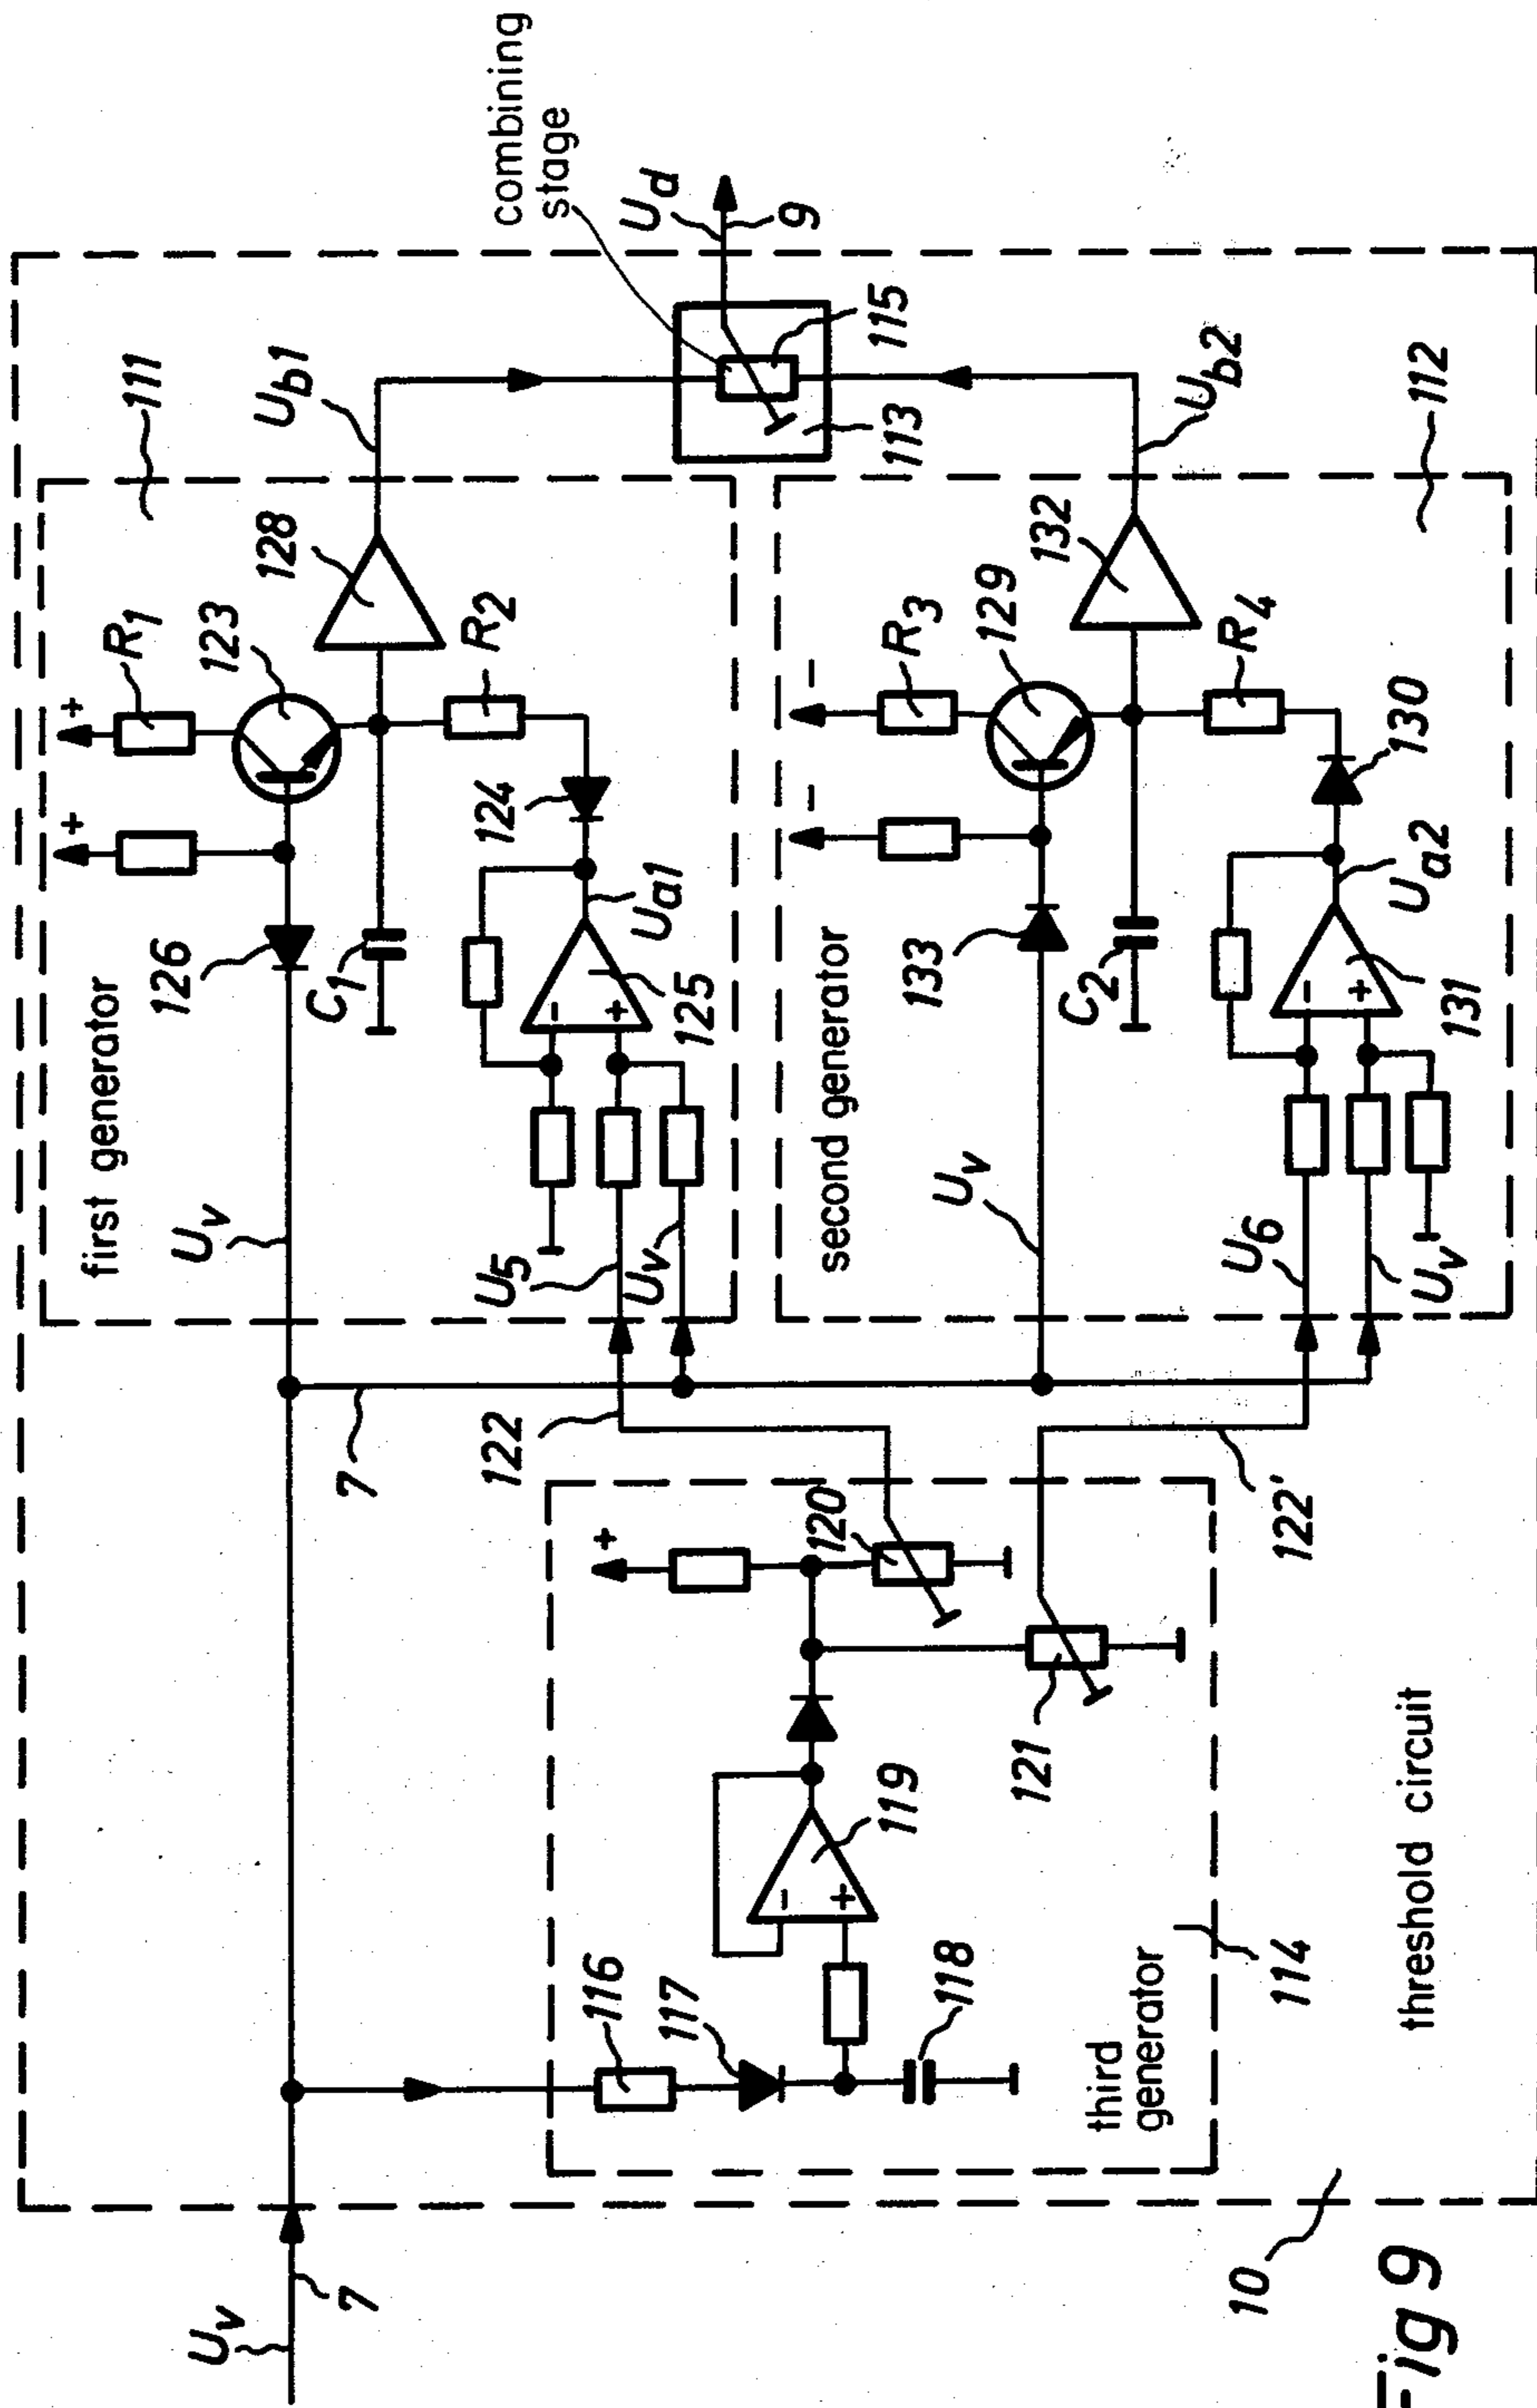 combining
stage
U_d
9
111
U_b1
115
113
U_b2
112
+
+
R_1
123
128
R_2
126
C_1
124
U_a1
125
-
+
first generator
U_v
U_5
U_v
-
-
R_3
129
132
R_4
133
C_2
130
U_a2
131
-
+
second generator
U_v
U_6
U_v
7
122
122'
+
120
121
119
-
+
116
117
118
third
generator
114
threshold circuit
U_v
7
10
Fig 9